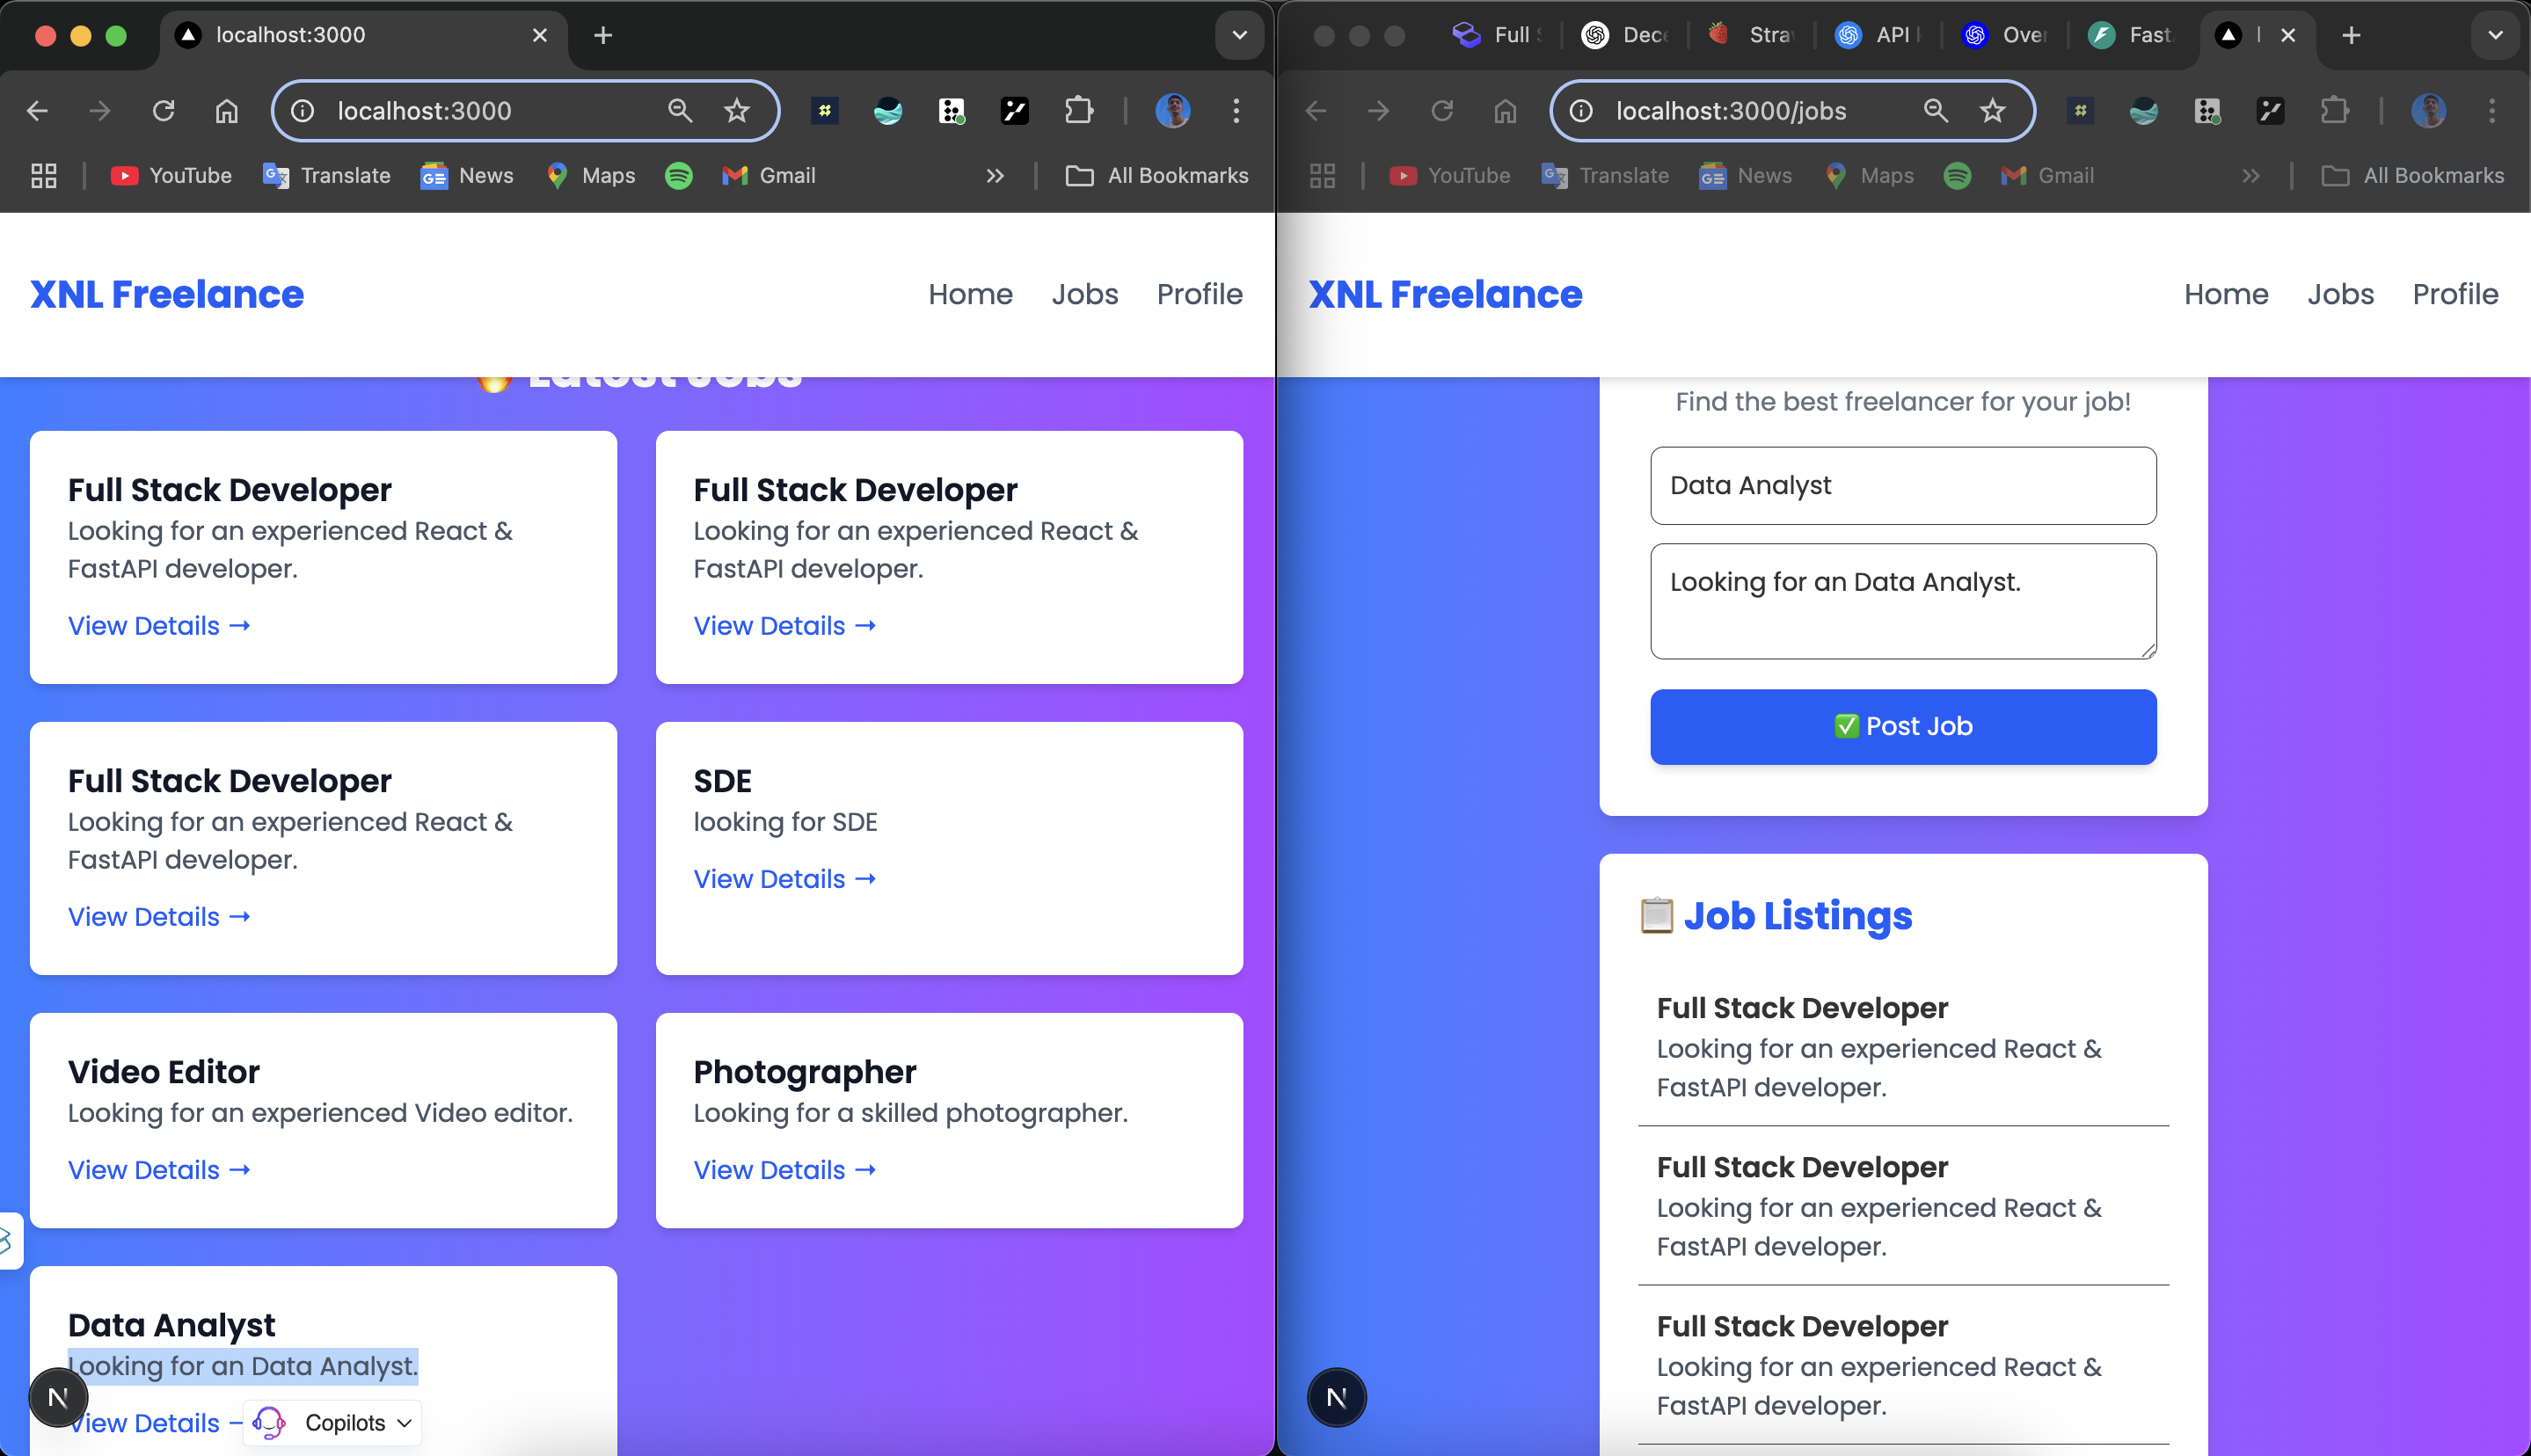 localhost:3000
localhost:3000
YouTube
Translate
News
Maps
Gmail
All Bookmarks
XNL Freelance
Home
Jobs
Profile
🔥 Latest Jobs
Full Stack Developer
Looking for an experienced React &
FastAPI developer.
View Details →
Full Stack Developer
Looking for an experienced React &
FastAPI developer.
View Details →
Full Stack Developer
Looking for an experienced React &
FastAPI developer.
View Details →
SDE
looking for SDE
View Details →
Video Editor
Looking for an experienced Video editor.
View Details →
Photographer
Looking for a skilled photographer.
View Details →
Data Analyst
Looking for an Data Analyst.
View Details
N
Copilots
Full
API
Fast
localhost:3000/jobs
YouTube
Translate
News
Maps
Gmail
All Bookmarks
XNL Freelance
Home
Jobs
Profile
Find the best freelancer for your job!
Data Analyst
Looking for an Data Analyst.
✅ Post Job
📋 Job Listings
Full Stack Developer
Looking for an experienced React &
FastAPI developer.
Full Stack Developer
Looking for an experienced React &
FastAPI developer.
Full Stack Developer
Looking for an experienced React &
FastAPI developer.
N